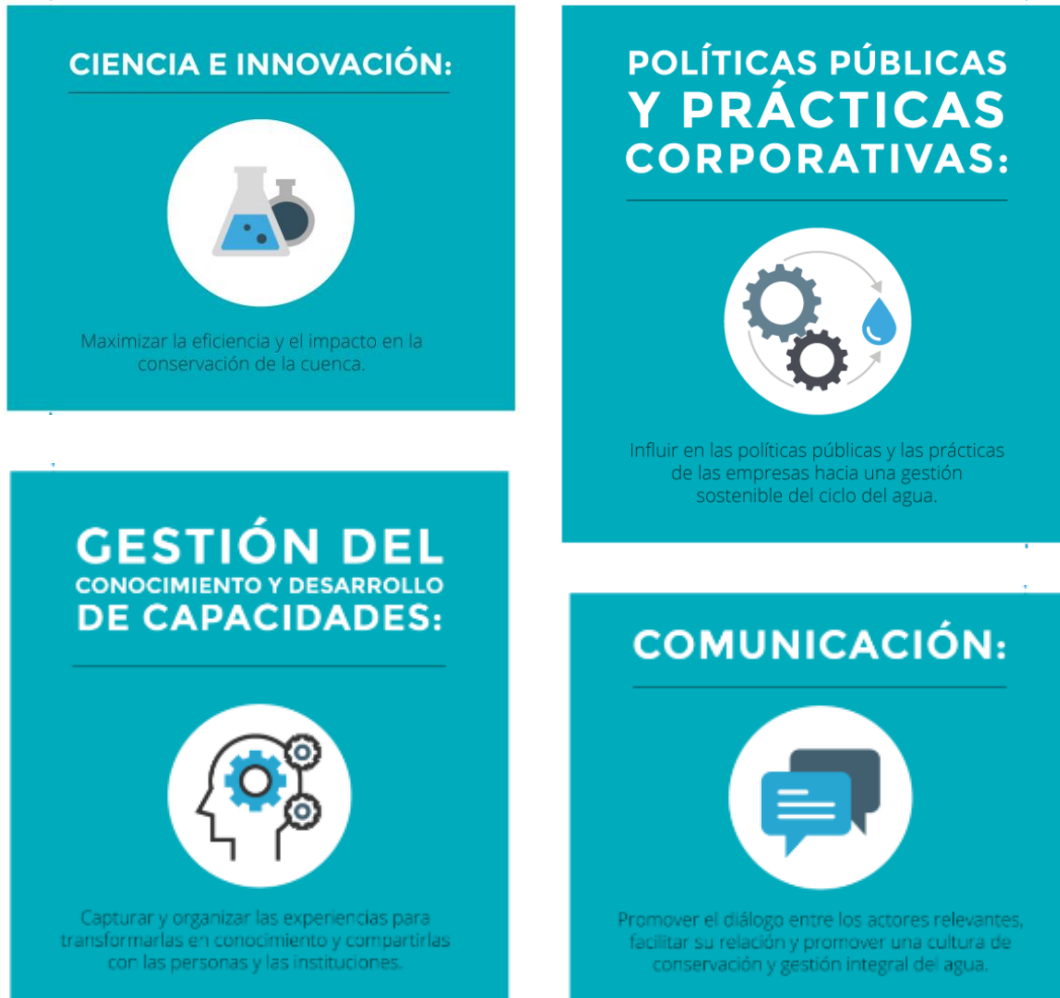 CIENCIA E INNOVACIÓN:
Maximizar la eficiencia y el impacto en la
conservación de la cuenca.
POLÍTICAS PÚBLICAS
Y PRÁCTICAS
CORPORATIVAS:
Influir en las políticas públicas y las prácticas
de las empresas hacia una gestión
sostenible del ciclo del agua.
GESTIÓN DEL
CONOCIMIENTO Y DESARROLLO
DE CAPACIDADES:
Capturar y organizar las experiencias para
transformarlas en conocimiento y compartirlas
con las personas y las instituciones.
COMUNICACIÓN:
Promover el diálogo entre los actores relevantes,
facilitar su relación y promover una cultura de
conservación y gestión integral del agua.